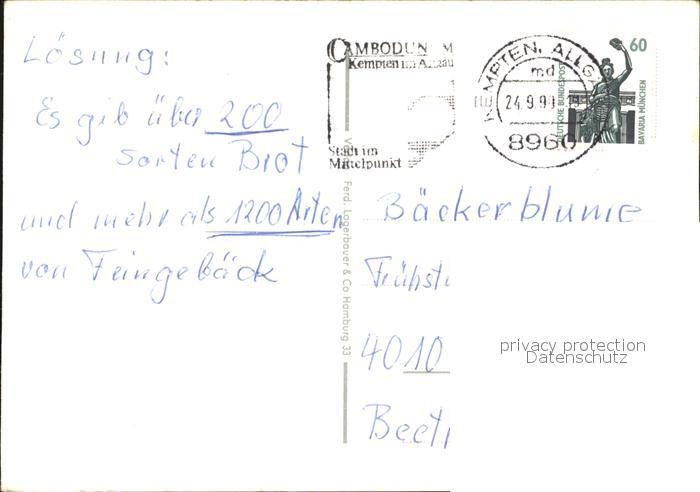 Lösung:
Es gib über 200
Sorten Brot
und mehr als 1200 Arten
von Feingebäck
CAMBODUNUM
Kempten im Allgäu
Stadt im
Mittelpunkt
KEMPTEN, ALLG
md
24.9.90
8960
60
DEUTSCHE BUNDESPOST
BAVARIA MÜNCHEN
Ferd. Lagerbauer & Co Hamburg 33
Bäckerblume
Frühst
4010
privacy protection
Datenschutz